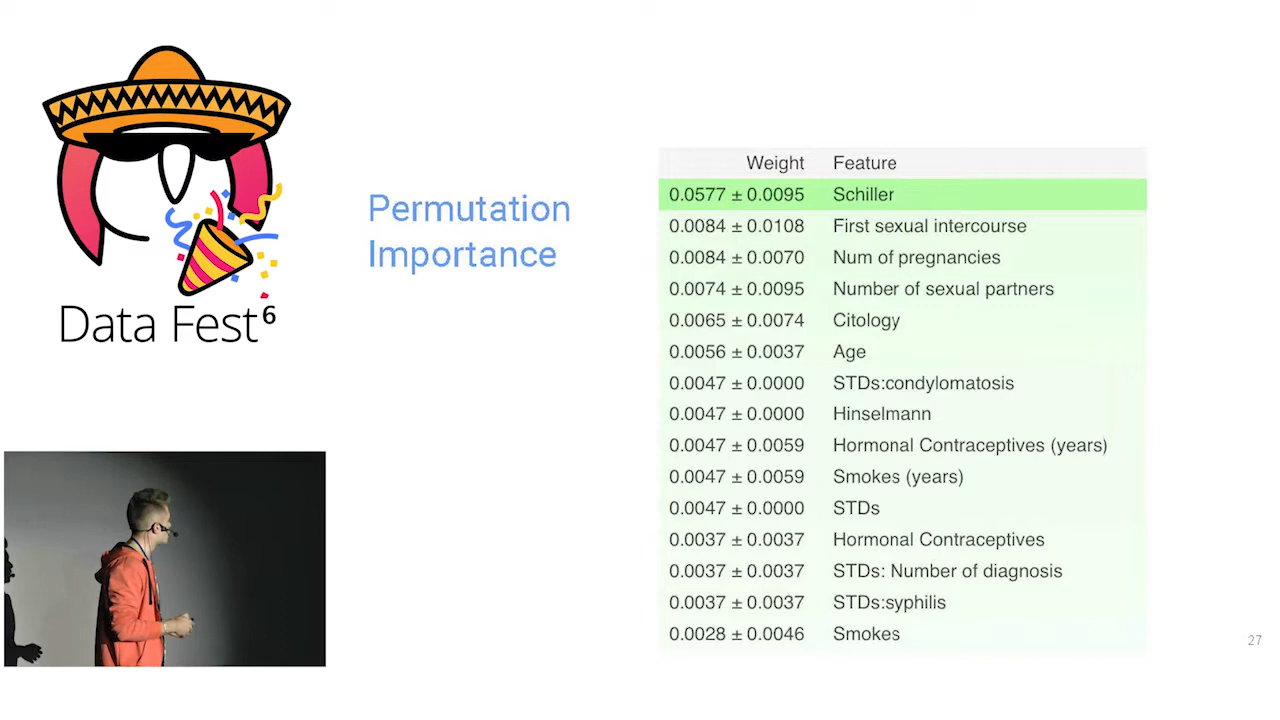 Data Fest⁶
Permutation
Importance
Weight Feature
0.0577 ± 0.0095 Schiller
0.0084 ± 0.0108 First sexual intercourse
0.0084 ± 0.0070 Num of pregnancies
0.0074 ± 0.0095 Number of sexual partners
0.0065 ± 0.0074 Citology
0.0056 ± 0.0037 Age
0.0047 ± 0.0000 STDs:condylomatosis
0.0047 ± 0.0000 Hinselmann
0.0047 ± 0.0059 Hormonal Contraceptives (years)
0.0047 ± 0.0059 Smokes (years)
0.0047 ± 0.0000 STDs
0.0037 ± 0.0037 Hormonal Contraceptives
0.0037 ± 0.0037 STDs: Number of diagnosis
0.0037 ± 0.0037 STDs:syphilis
0.0028 ± 0.0046 Smokes
27